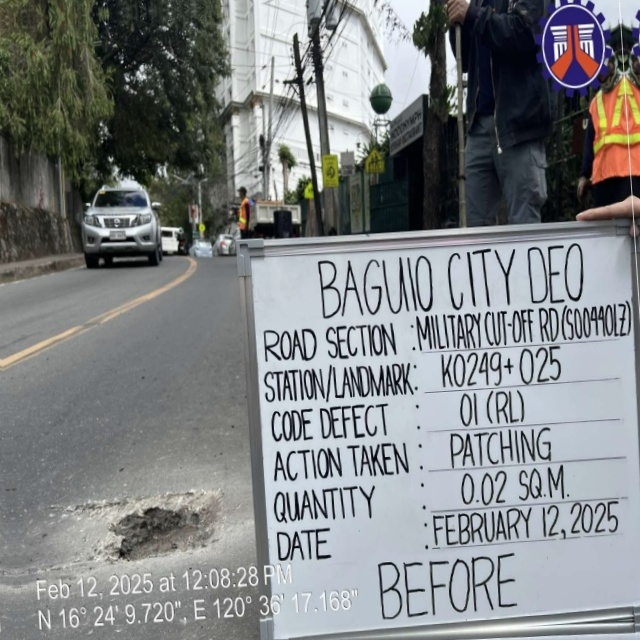 BAGUIO CITY DEO
ROAD SECTION : MILITARY CUT-OFF RD (S00440LZ)
STATION/LANDMARK: K0249+025
CODE DEFECT : 01 (RL)
ACTION TAKEN : PATCHING
QUANTITY : 0.02 SQ.M.
DATE : FEBRUARY 12, 2025
BEFORE
Feb 12, 2025 at 12:08:28 PM
N 16° 24' 9.720", E 120° 36' 17.168"